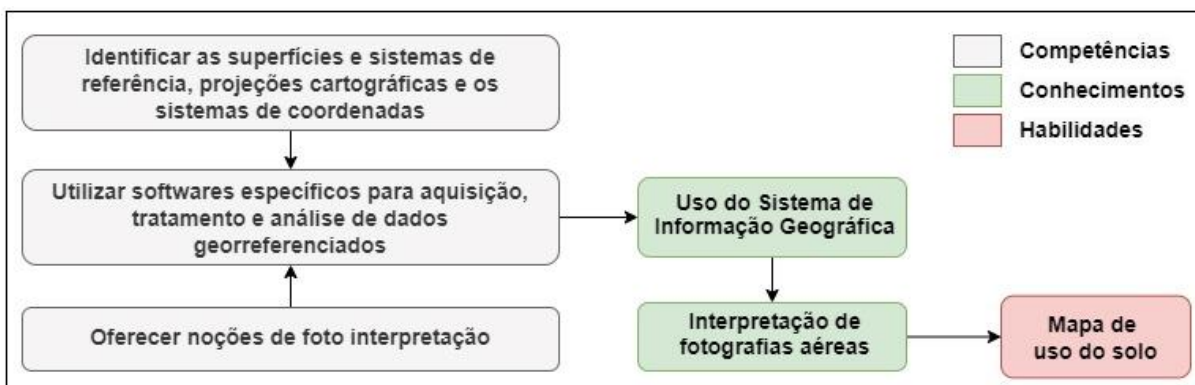 Identificar as superfícies e sistemas de
referência, projeções cartográficas e os
sistemas de coordenadas
Utilizar softwares específicos para aquisição,
tratamento e análise de dados
georreferenciados
Oferecer noções de foto interpretação
Uso do Sistema de
Informação Geográfica
Interpretação de
fotografias aéreas
Mapa de
uso do solo
Competências
Conhecimentos
Habilidades